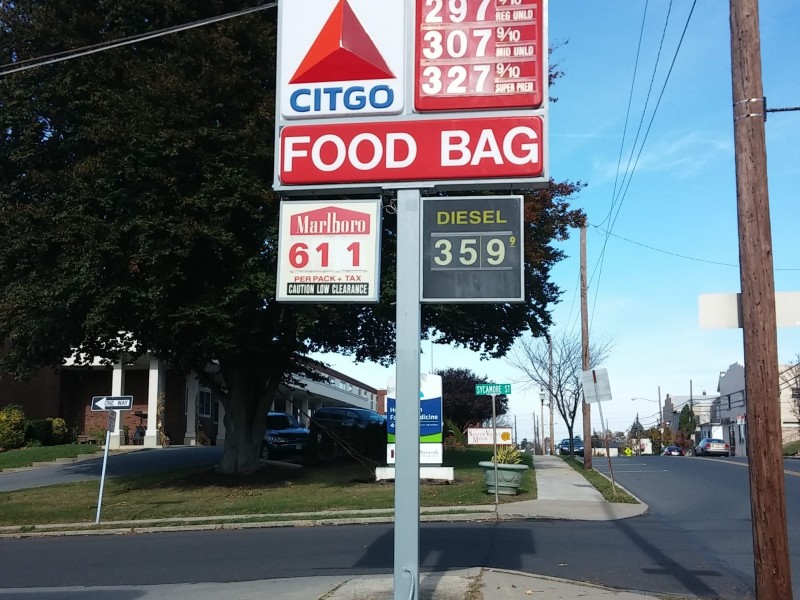 CITGO
297 9/10
REG UNLD
307 9/10
MID UNLD
327 9/10
SUPER PREM
FOOD BAG
Marlboro
611
PER PACK + TAX
CAUTION LOW CLEARANCE
DIESEL
359 9
ONE WAY
SYCAMORE ST